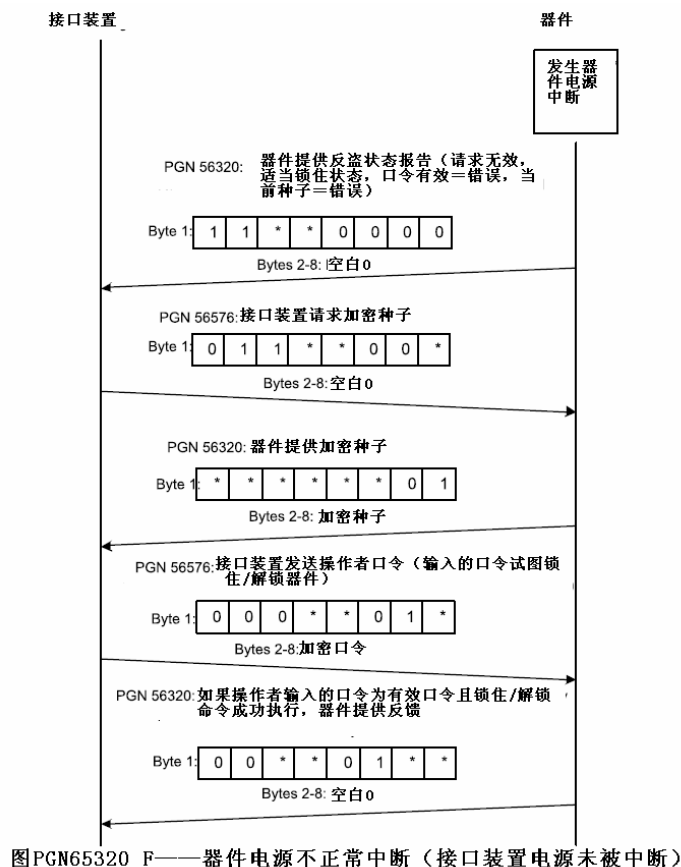 接口装置
器件
发生器
件电源
中断
PGN 56320: 器件提供反盗状态报告（请求无效，
适当锁住状态，口令有效＝错误，当
前种子＝错误）
Byte 1: 1 1 * * 0 0 0 0
Bytes 2-8: 空白0
PGN 56576:接口装置请求加密种子
Byte 1: 0 1 1 * * 0 0 *
Bytes 2-8: 空白0
PGN 56320: 器件提供加密种子
Byte 1: * * * * * * 0 1
Bytes 2-8: 加密种子
PGN 56576:接口装置发送操作者口令（输入的口令试图锁
住/解锁器件）
Byte 1: 0 0 0 * * 0 1 *
Bytes 2-8:加密口令
PGN 56320:如果操作者输入的口令为有效口令且锁住/解锁
命令成功执行，器件提供反馈
Byte 1: 0 0 * * 0 1 * *
Bytes 2-8: 空白0
图PGN65320 F——器件电源不正常中断（接口装置电源未被中断）